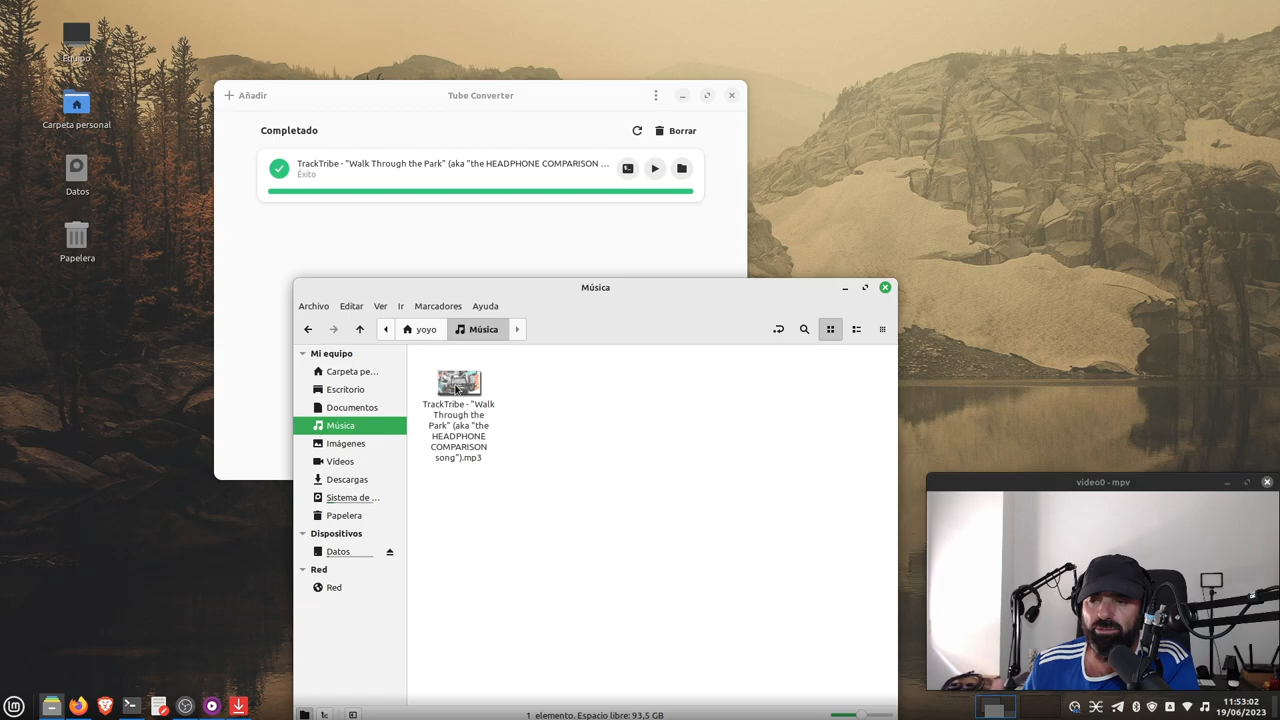 Equipo
Carpeta personal
Datos
Papelera
Añadir
Tube Converter
Completado
Borrar
TrackTribe - "Walk Through the Park" (aka "the HEADPHONE COMPARISON ...
Éxito
Música
Archivo Editar Ver Ir Marcadores Ayuda
yoyo Música
Mi equipo
Carpeta pe...
Escritorio
Documentos
Música
Imágenes
Vídeos
Descargas
Sistema de ...
Papelera
Dispositivos
Datos
Red
Red
TrackTribe - "Walk
Through the
Park" (aka "the
HEADPHONE
COMPARISON
song").mp3
1 elemento. Espacio libre: 93,5 GB
video0 - mpv
11:53:02
19/06/2023